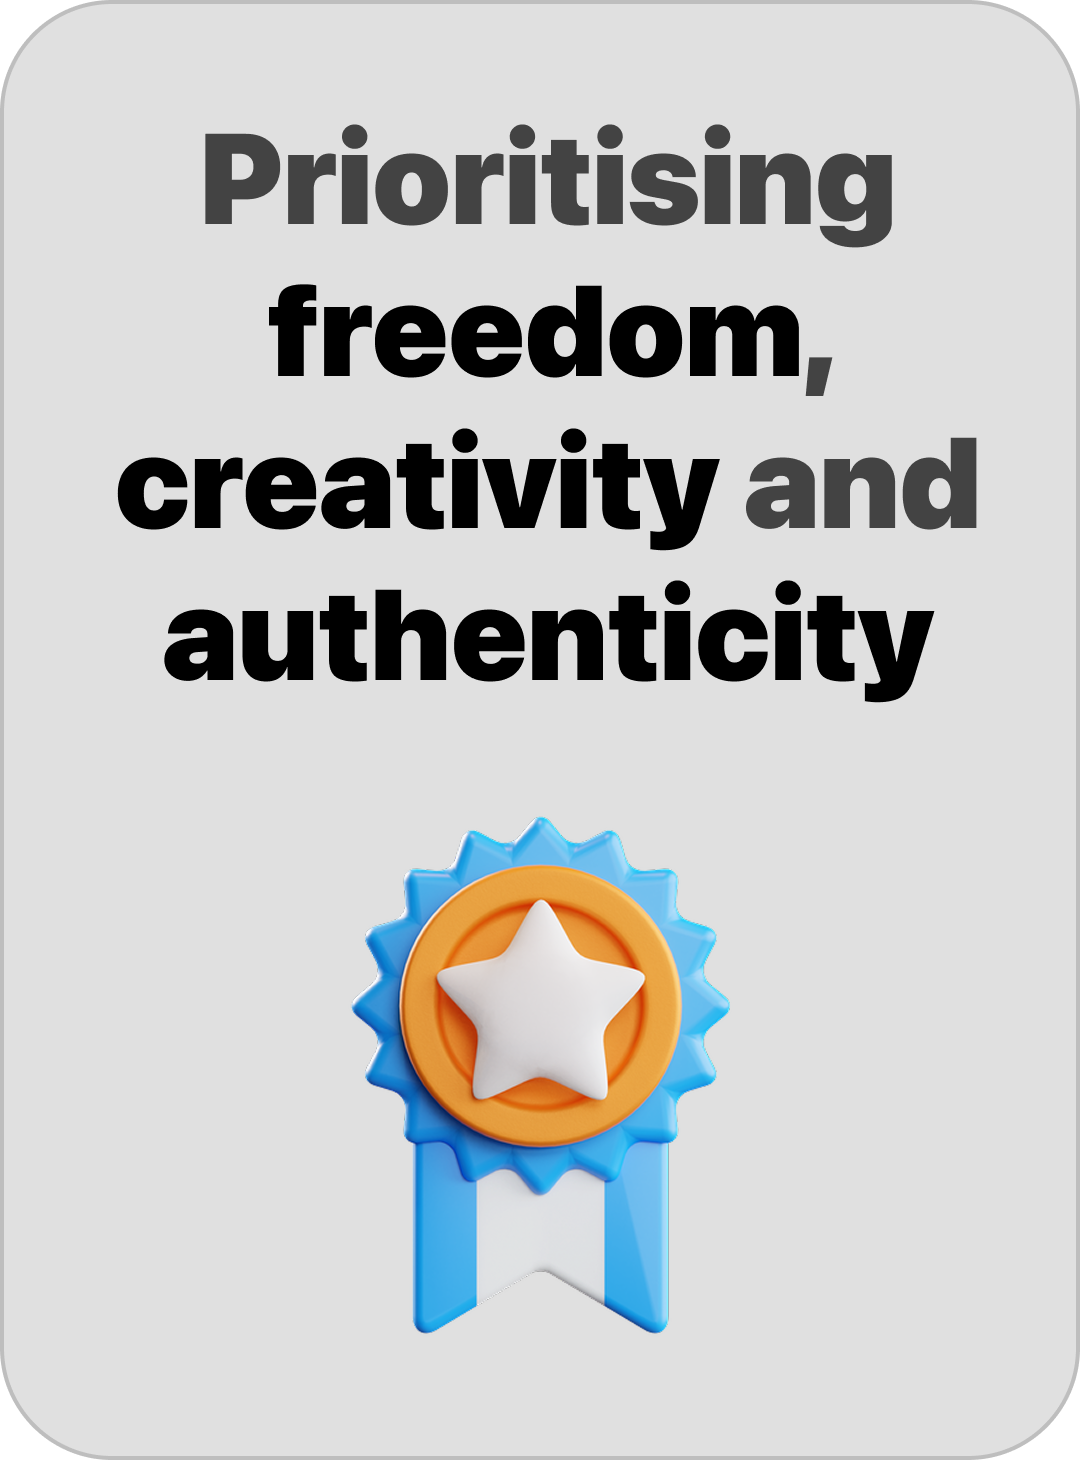 Prioritising
freedom,
creativity and
authenticity